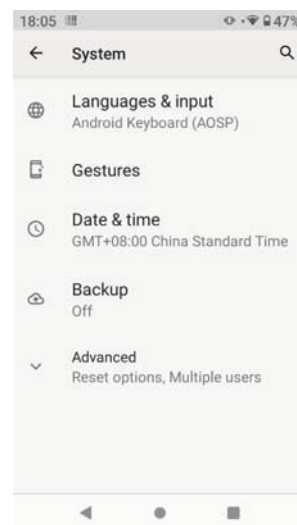 18:05 47%
System
Languages & input
Android Keyboard (AOSP)
Gestures
Date & time
GMT+08:00 China Standard Time
Backup
Off
Advanced
Reset options, Multiple users